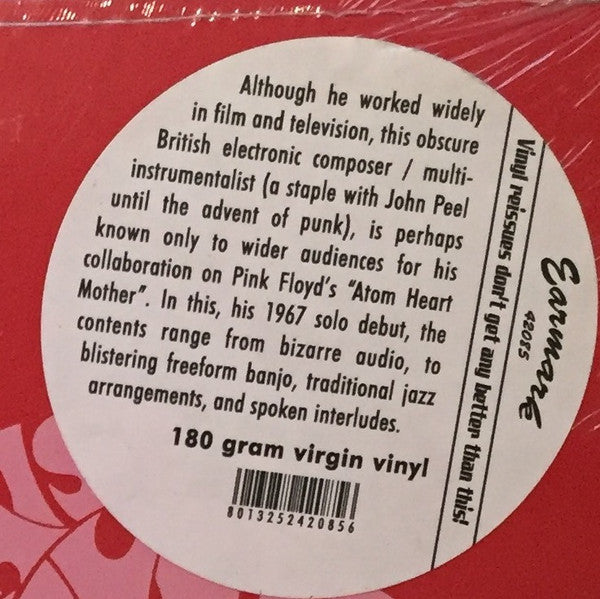 Although he worked widely
in film and television, this obscure
British electronic composer / multi-
instrumentalist (a staple with John Peel
until the advent of punk), is perhaps
known only to wider audiences for his
collaboration on Pink Floyd's "Atom Heart
Mother". In this, his 1967 solo debut, the
contents range from bizarre audio, to
blistering freeform banjo, traditional jazz
arrangements, and spoken interludes.
180 gram virgin vinyl
8013252420856
Vinyl reissues don't get any better than this!
Earmark
42085